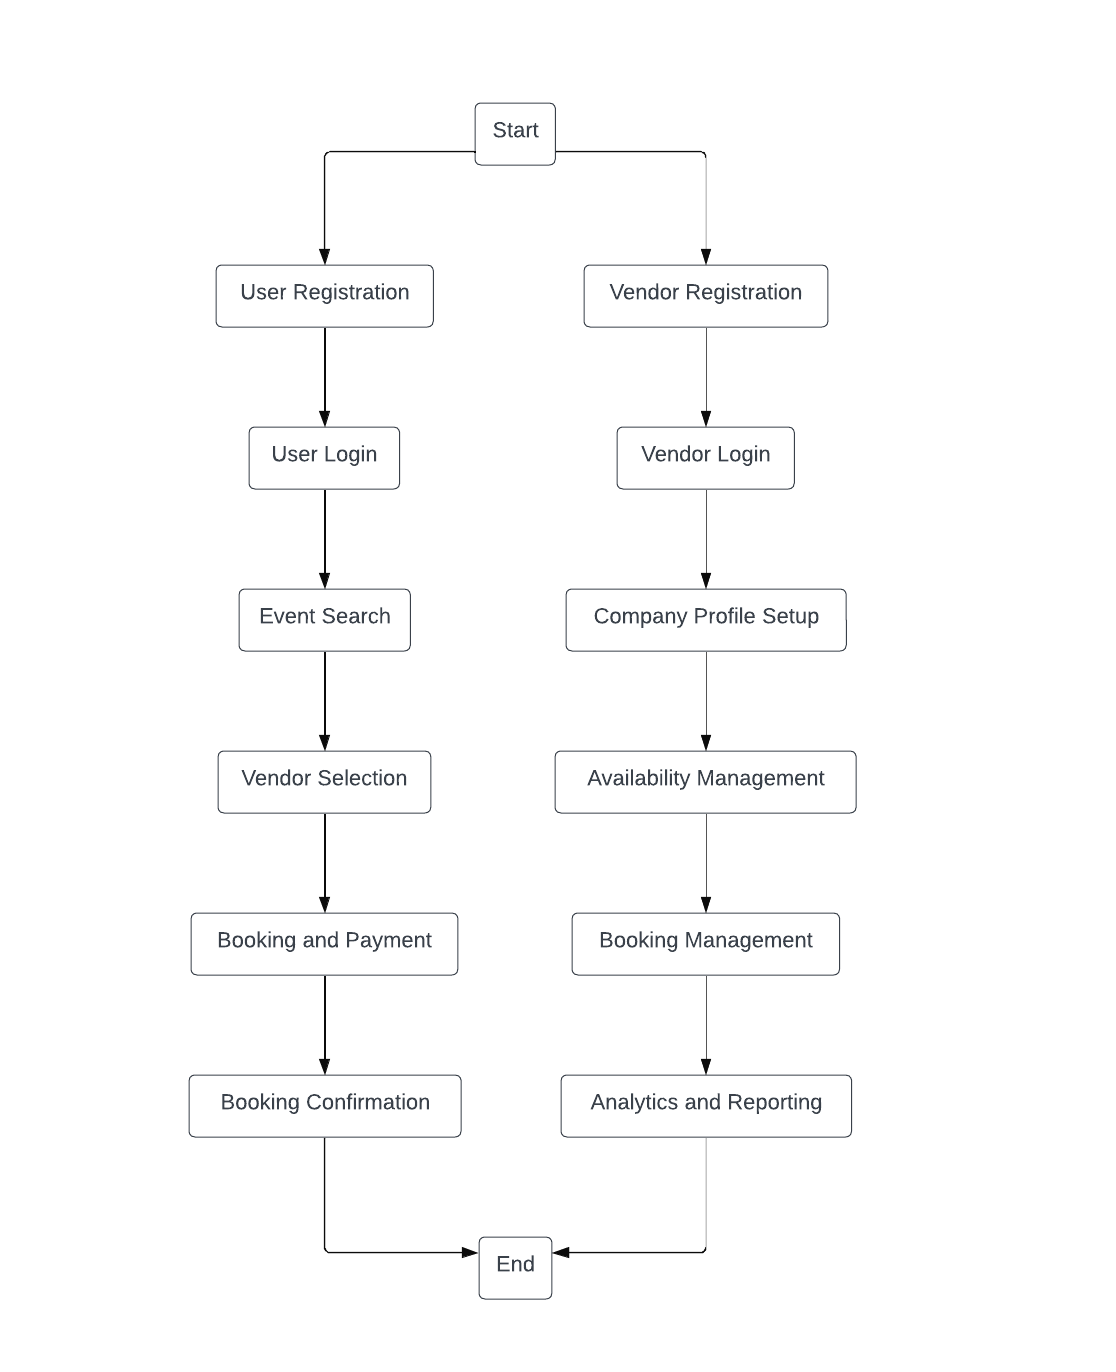 Start
User Registration
Vendor Registration
User Login
Vendor Login
Event Search
Company Profile Setup
Vendor Selection
Availability Management
Booking and Payment
Booking Management
Booking Confirmation
Analytics and Reporting
End